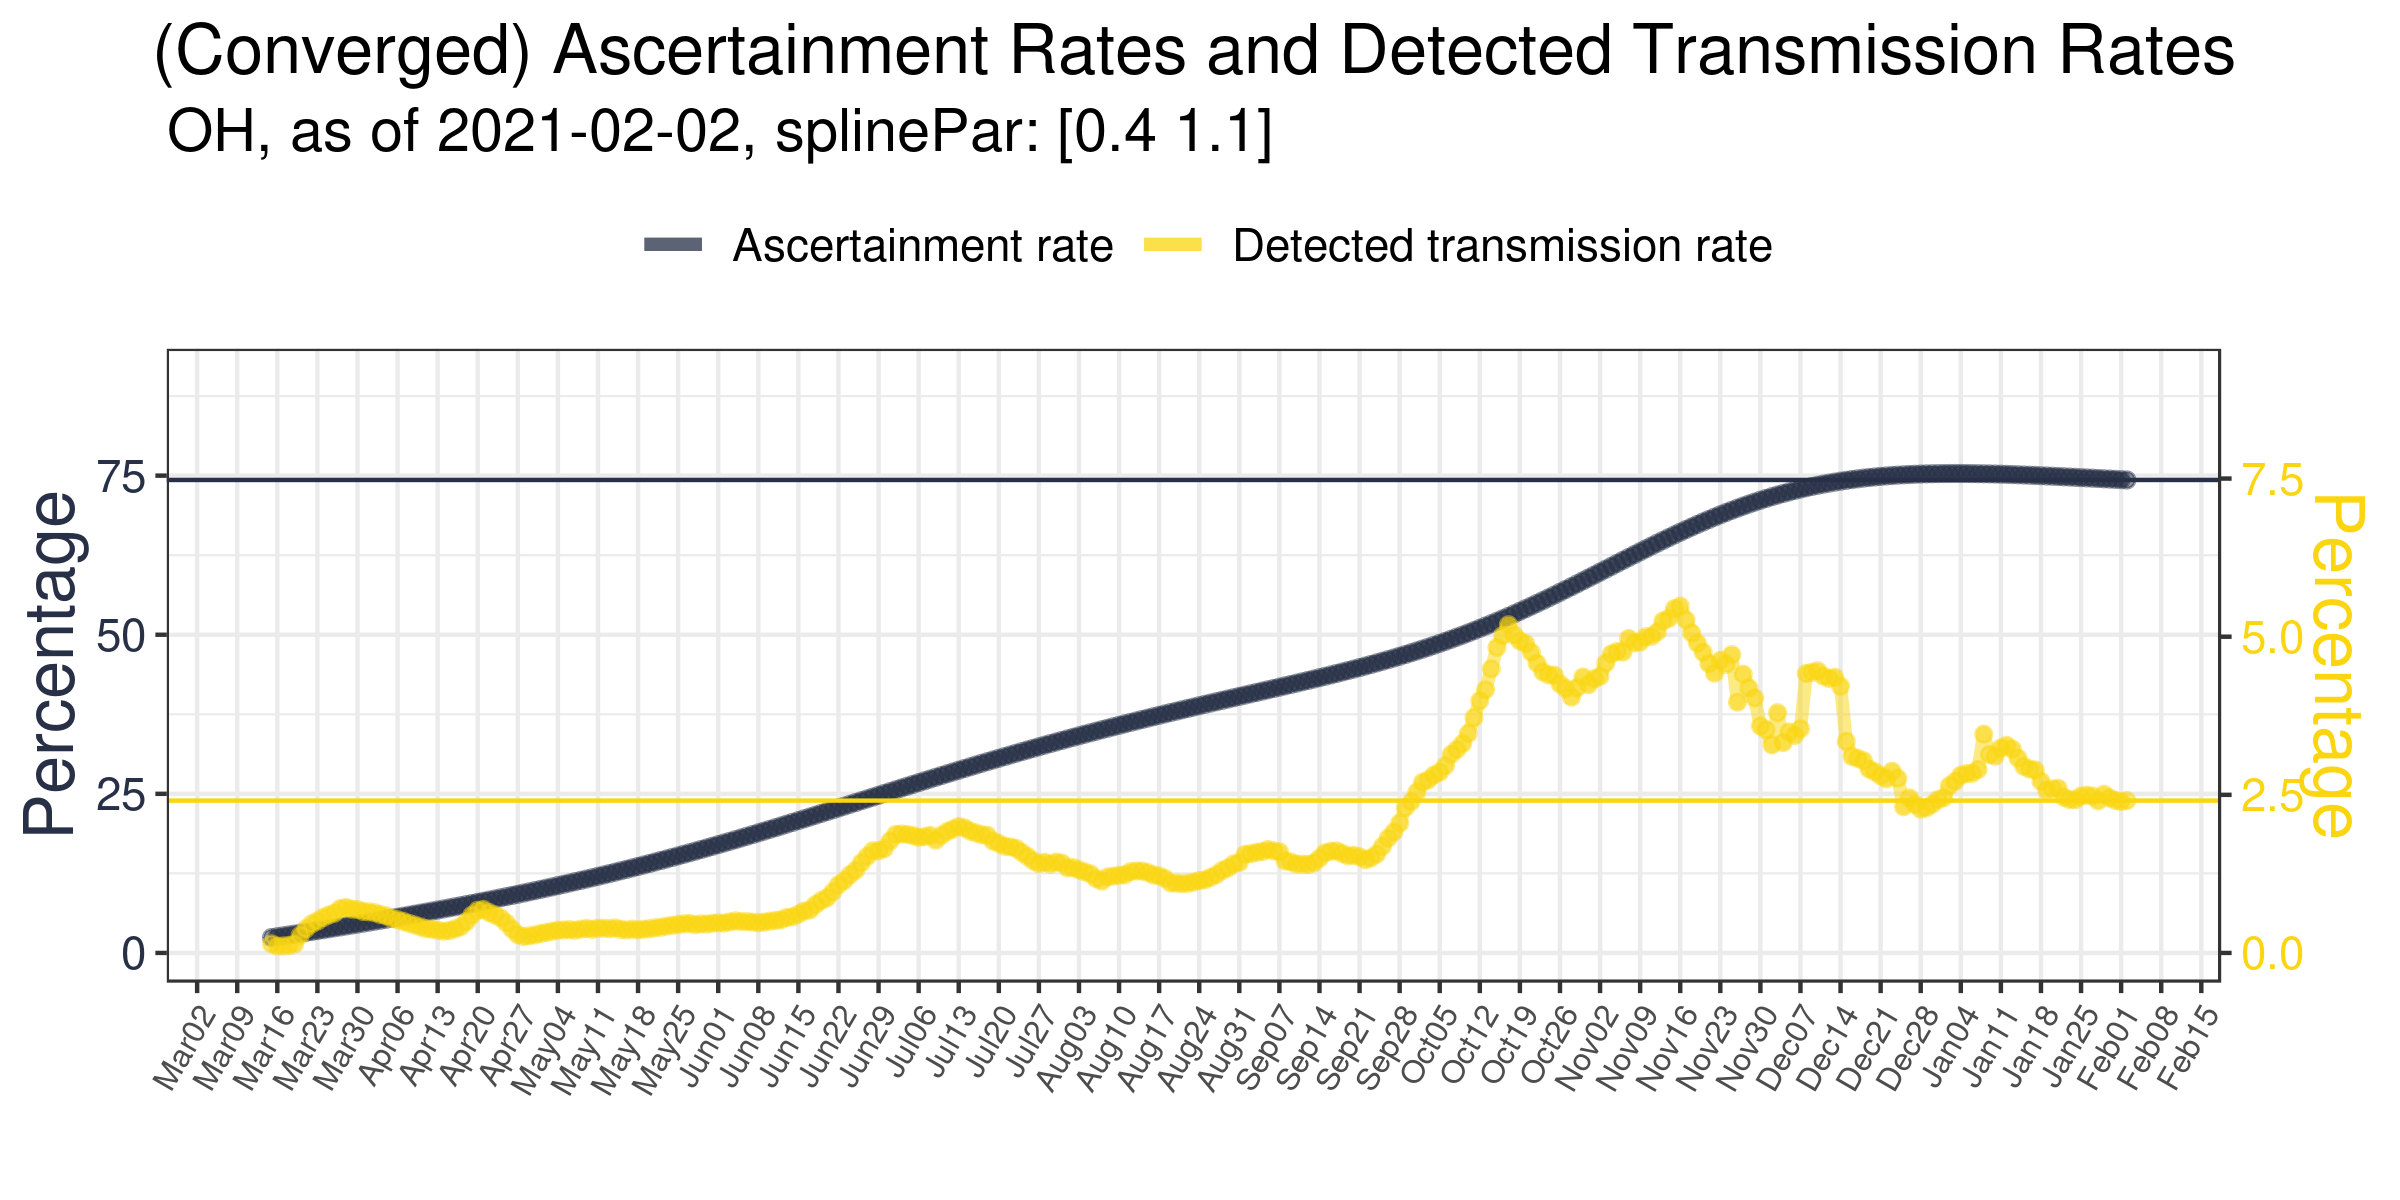 (Converged) Ascertainment Rates and Detected Transmission Rates
OH, as of 2021-02-02, splinePar: [0.4 1.1]
Ascertainment rate
Detected transmission rate
Percentage
75
50
25
0
7.5
5.0
2.5
0.0
Percentage
Mar02
Mar09
Mar16
Mar23
Mar30
Apr06
Apr13
Apr20
Apr27
May04
May11
May18
May25
Jun01
Jun08
Jun15
Jun22
Jun29
Jul06
Jul13
Jul20
Jul27
Aug03
Aug10
Aug17
Aug24
Aug31
Sep07
Sep14
Sep21
Sep28
Oct05
Oct12
Oct19
Oct26
Nov02
Nov09
Nov16
Nov23
Nov30
Dec07
Dec14
Dec21
Dec28
Jan04
Jan11
Jan18
Jan25
Feb01
Feb08
Feb15